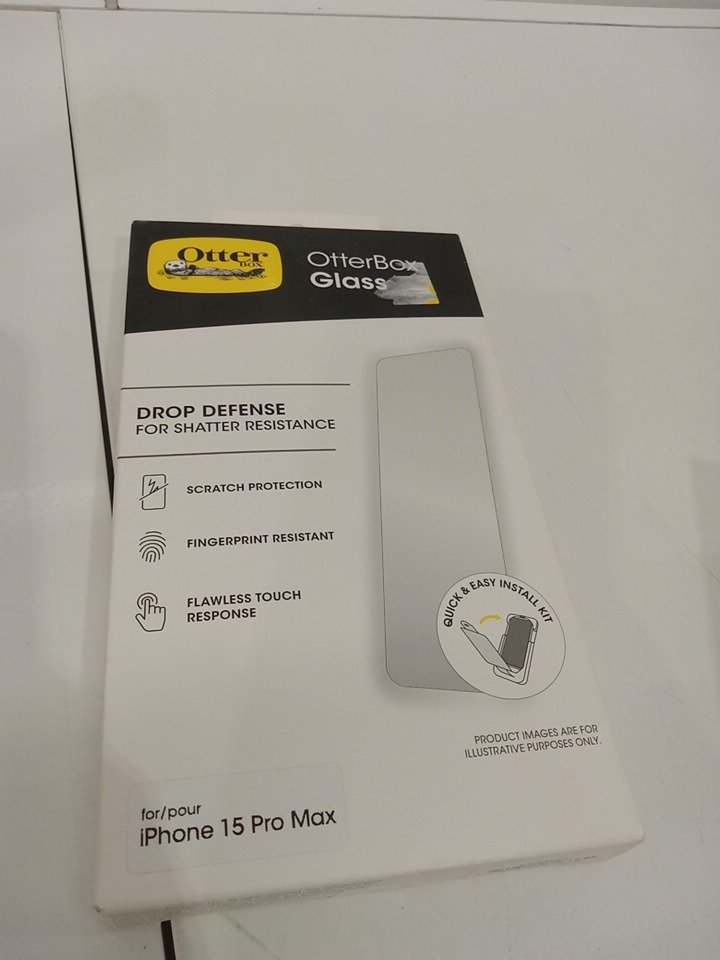 Otter
BOX
OtterBox
Glass
DROP DEFENSE
FOR SHATTER RESISTANCE
SCRATCH PROTECTION
FINGERPRINT RESISTANT
FLAWLESS TOUCH
RESPONSE
QUICK & EASY INSTALL KIT
PRODUCT IMAGES ARE FOR
ILLUSTRATIVE PURPOSES ONLY.
for/pour
iPhone 15 Pro Max